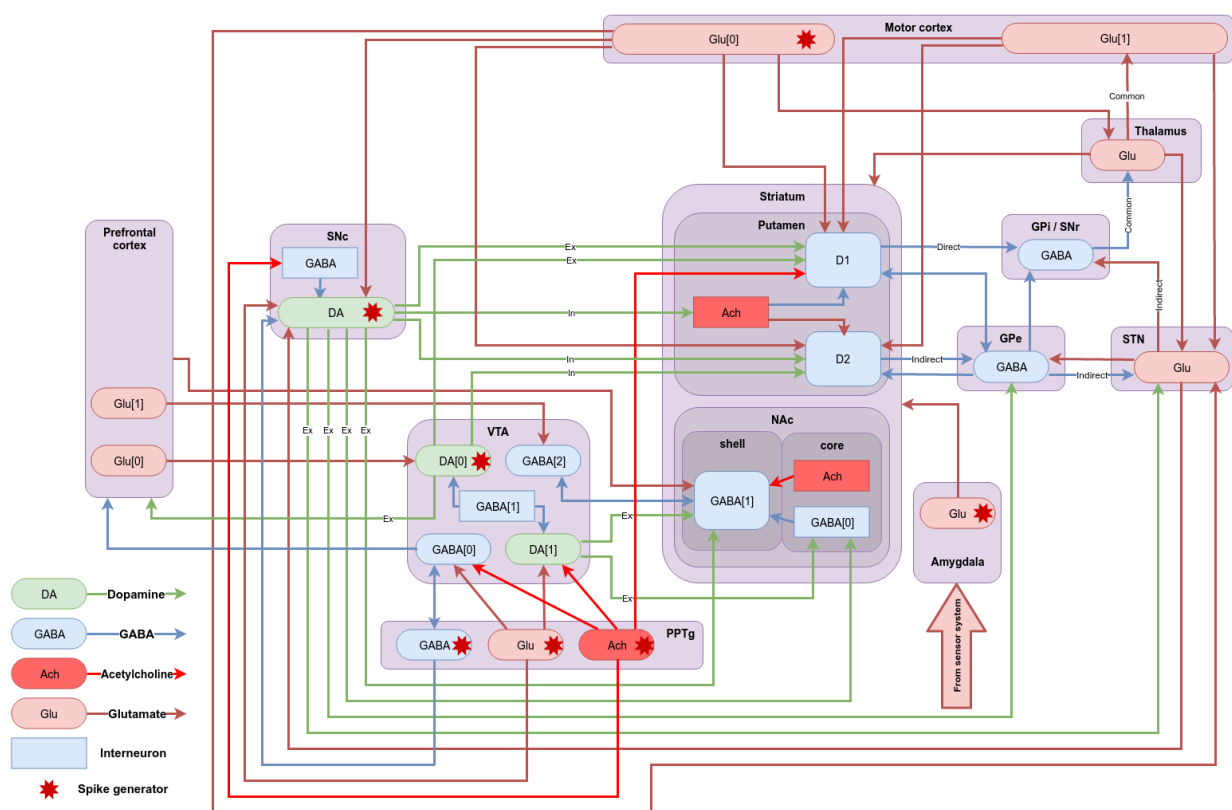 Motor cortex
Glu[0]
Glu[1]
Common
Thalamus
Glu
Common
Striatum
Putamen
D1
Ach
D2
Direct
Indirect
GPi / SNr
GABA
Indirect
GPe
GABA
Indirect
STN
Glu
Prefrontal
cortex
Glu[1]
Glu[0]
SNc
GABA
DA
Ex
Ex
In
In
In
Ex
Ex
Ex
Ex
Ex
VTA
DA[0]
GABA[2]
GABA[1]
GABA[0]
DA[1]
Ex
Ex
NAc
shell
core
GABA[1]
Ach
GABA[0]
Glu
Amygdala
From sensor system
PPTg
GABA
Glu
Ach
DA
Dopamine
GABA
GABA
Ach
Acetylcholine
Glu
Glutamate
Interneuron
Spike generator